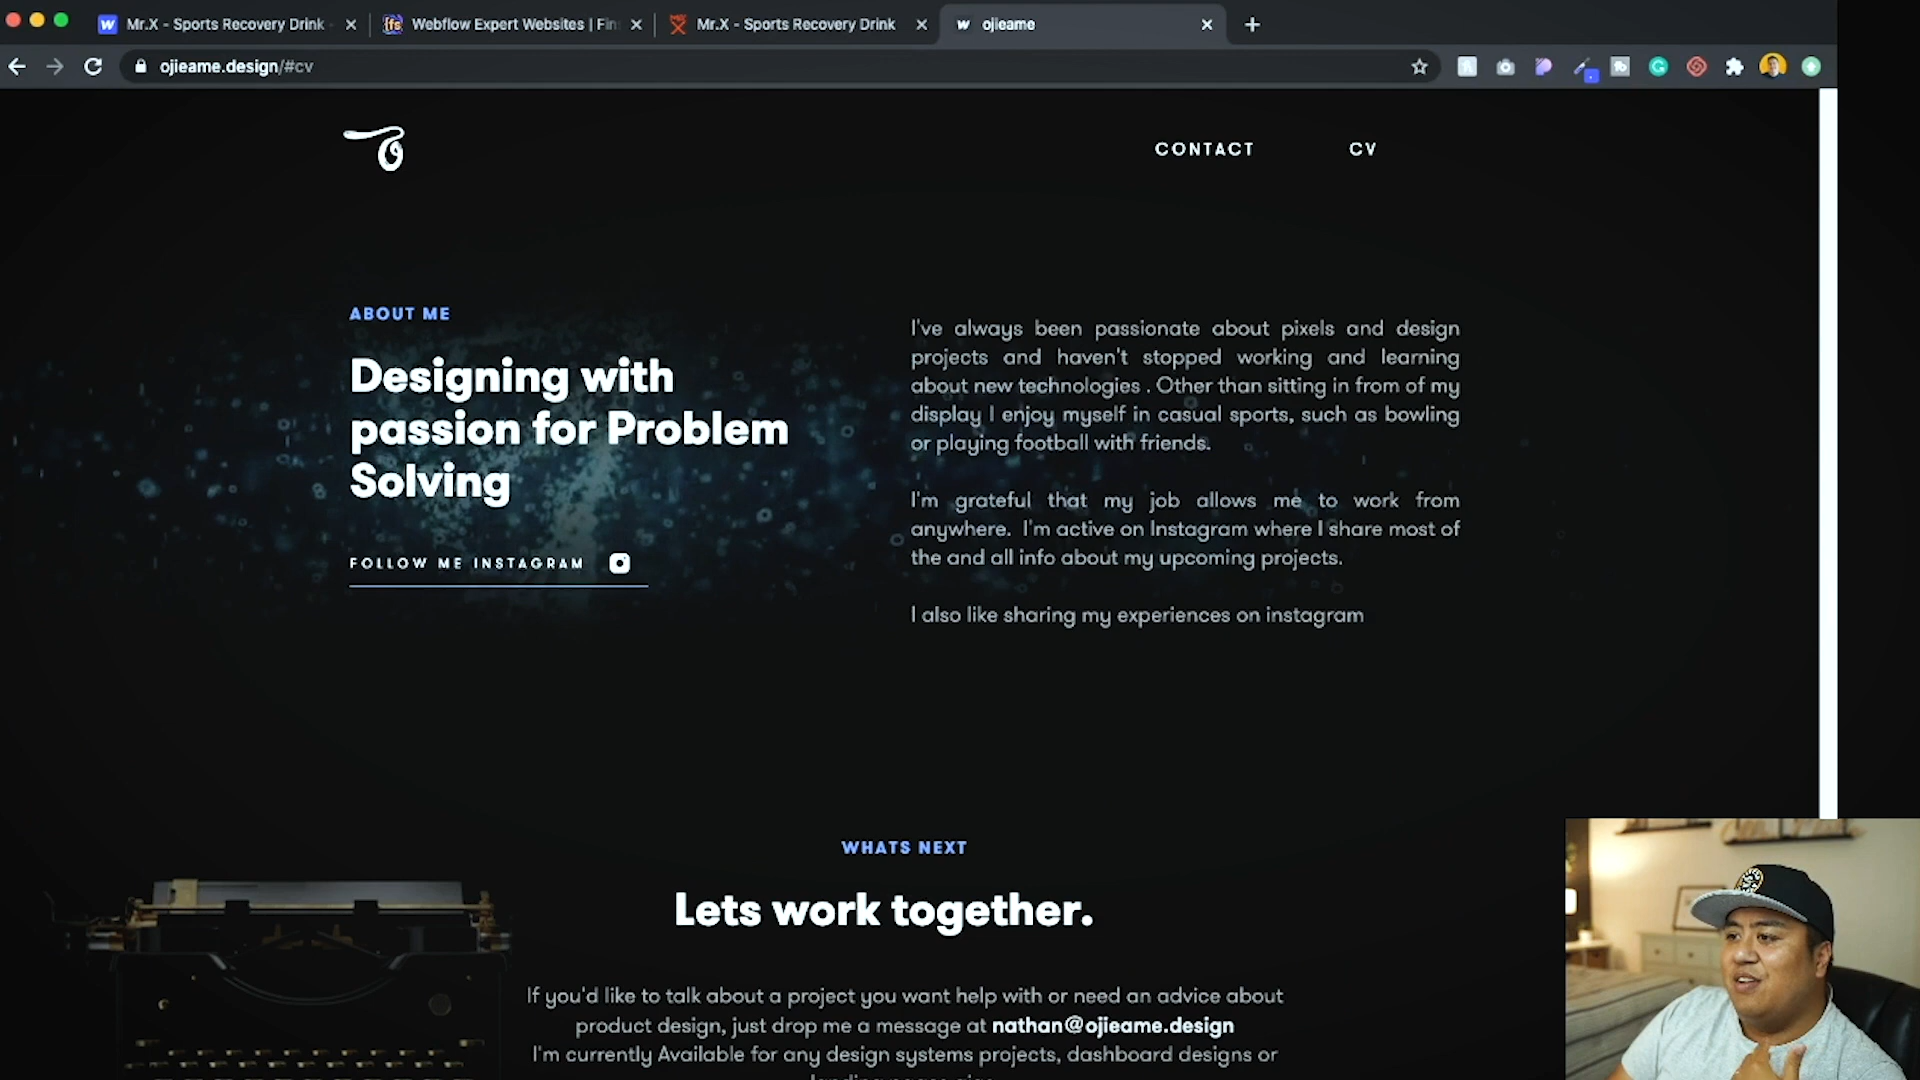 Mr.X - Sports Recovery Drink
Webflow Expert Websites | Fin
Mr.X - Sports Recovery Drink
ojieame
ojieame.design/#cv
CONTACT
CV
ABOUT ME
Designing with
passion for Problem
Solving
FOLLOW ME INSTAGRAM
I've always been passionate about pixels and design
projects and haven't stopped working and learning
about new technologies . Other than sitting in from of my
display I enjoy myself in casual sports, such as bowling
or playing football with friends.
I'm grateful that my job allows me to work from
anywhere. I'm active on Instagram where I share most of
the and all info about my upcoming projects.
I also like sharing my experiences on instagram
WHATS NEXT
Lets work together.
If you'd like to talk about a project you want help with or need an advice about
product design, just drop me a message at nathan@ojieame.design
I'm currently Available for any design systems projects, dashboard designs or